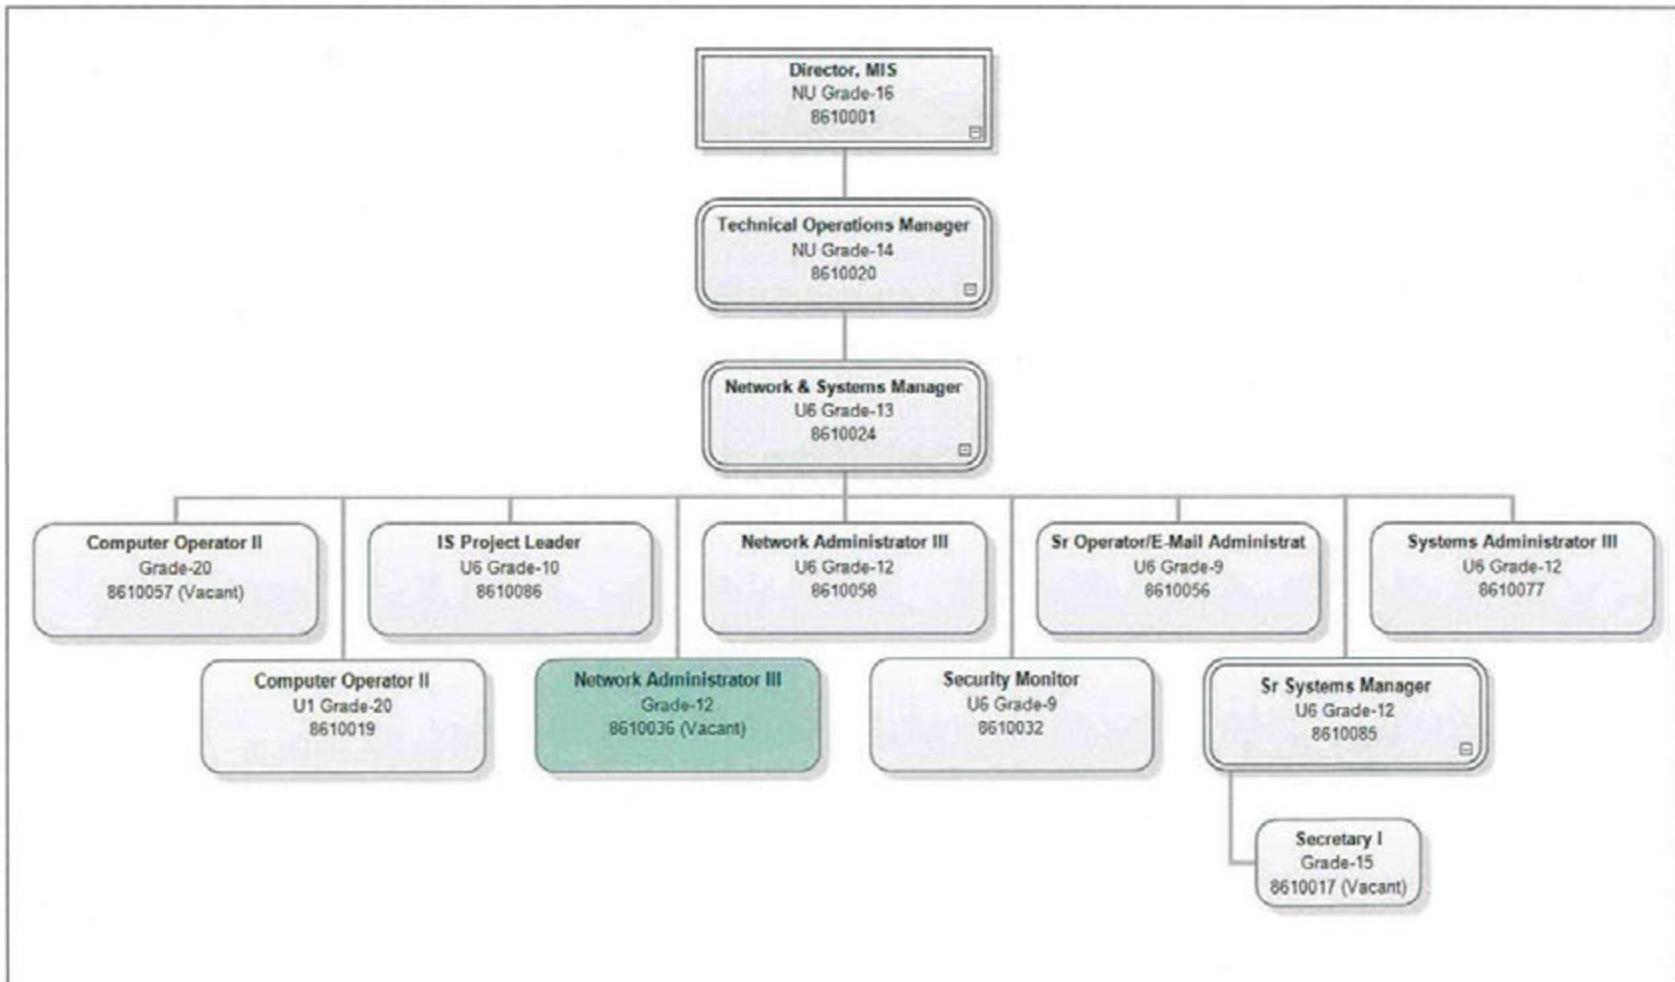 Director, MIS
NU Grade-16
8610001
Technical Operations Manager
NU Grade-14
8610020
Network & Systems Manager
U6 Grade-13
8610024
Computer Operator II
Grade-20
8610057 (Vacant)
IS Project Leader
U6 Grade-10
8610086
Network Administrator III
U6 Grade-12
8610058
Sr Operator/E-Mail Administrat
U6 Grade-9
8610056
Systems Administrator III
U6 Grade-12
8610077
Computer Operator II
U1 Grade-20
8610019
Network Administrator III
Grade-12
8610036 (Vacant)
Security Monitor
U6 Grade-9
8610032
Sr Systems Manager
U6 Grade-12
8610085
Secretary I
Grade-15
8610017 (Vacant)